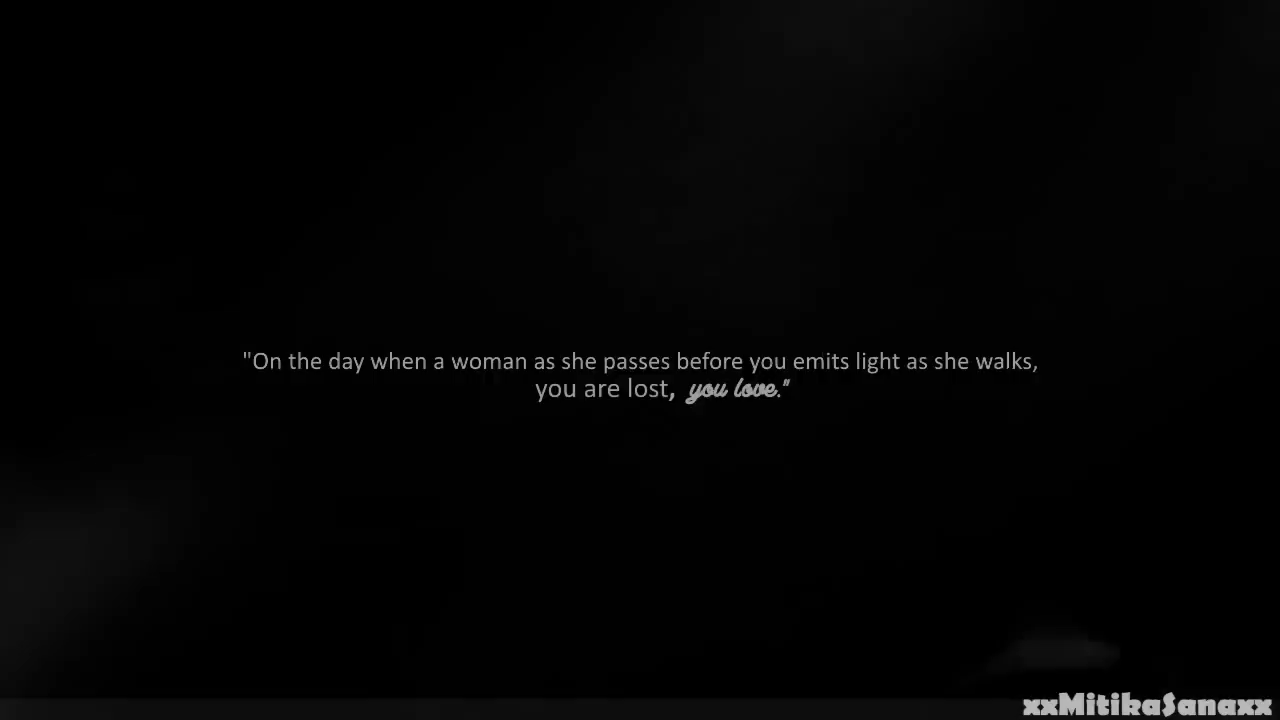 "On the day when a woman as she passes before you emits light as she walks,
you are lost, you love."
xxMitikaSanaxx